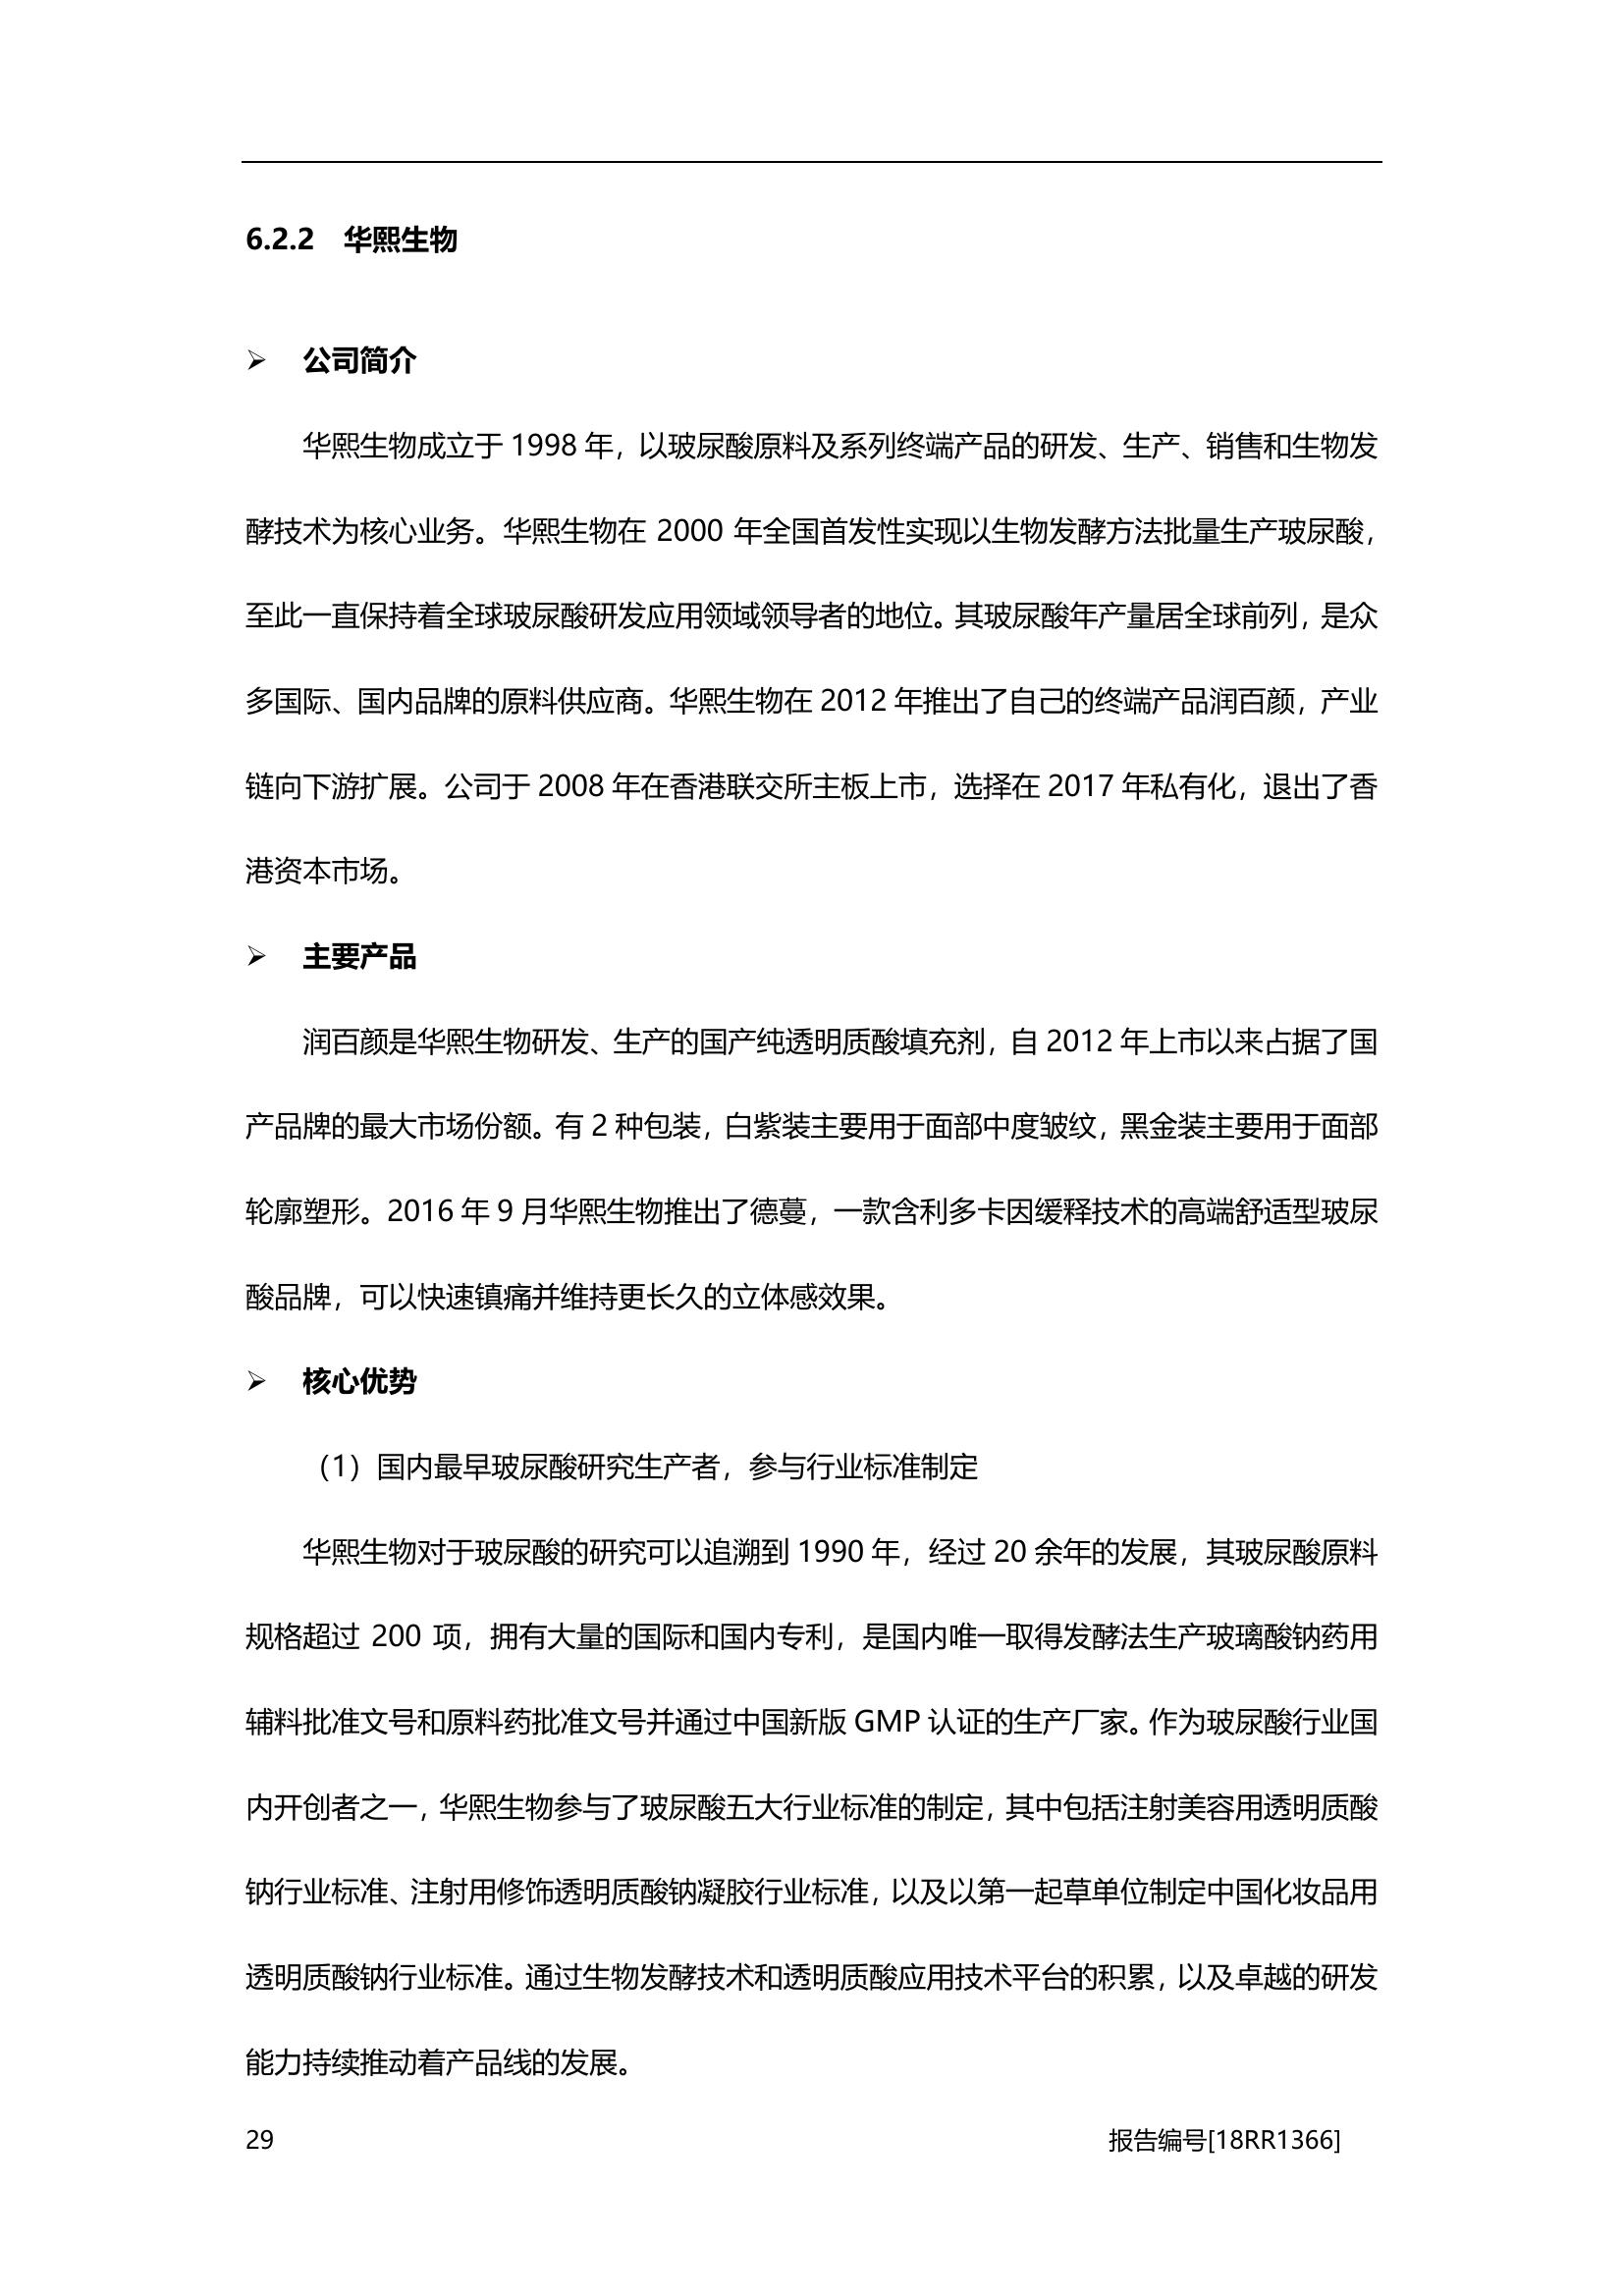 6.2.2 华熙生物
➢ 公司简介
华熙生物成立于 1998 年，以玻尿酸原料及系列终端产品的研发、生产、销售和生物发
酵技术为核心业务。华熙生物在 2000 年全国首发性实现以生物发酵方法批量生产玻尿酸，
至此一直保持着全球玻尿酸研发应用领域领导者的地位。其玻尿酸年产量居全球前列，是众
多国际、国内品牌的原料供应商。华熙生物在 2012 年推出了自己的终端产品润百颜，产业
链向下游扩展。公司于 2008 年在香港联交所主板上市，选择在 2017 年私有化，退出了香
港资本市场。
➢ 主要产品
润百颜是华熙生物研发、生产的国产纯透明质酸填充剂，自 2012 年上市以来占据了国
产品牌的最大市场份额。有 2 种包装，白紫装主要用于面部中度皱纹，黑金装主要用于面部
轮廓塑形。2016 年 9 月华熙生物推出了德蔓，一款含利多卡因缓释技术的高端舒适型玻尿
酸品牌，可以快速镇痛并维持更长久的立体感效果。
➢ 核心优势
（1）国内最早玻尿酸研究生产者，参与行业标准制定
华熙生物对于玻尿酸的研究可以追溯到 1990 年，经过 20 余年的发展，其玻尿酸原料
规格超过 200 项，拥有大量的国际和国内专利，是国内唯一取得发酵法生产玻璃酸钠药用
辅料批准文号和原料药批准文号并通过中国新版 GMP 认证的生产厂家。作为玻尿酸行业国
内开创者之一，华熙生物参与了玻尿酸五大行业标准的制定，其中包括注射美容用透明质酸
钠行业标准、注射用修饰透明质酸钠凝胶行业标准，以及以第一起草单位制定中国化妆品用
透明质酸钠行业标准。通过生物发酵技术和透明质酸应用技术平台的积累，以及卓越的研发
能力持续推动着产品线的发展。
29 报告编号[18RR1366]